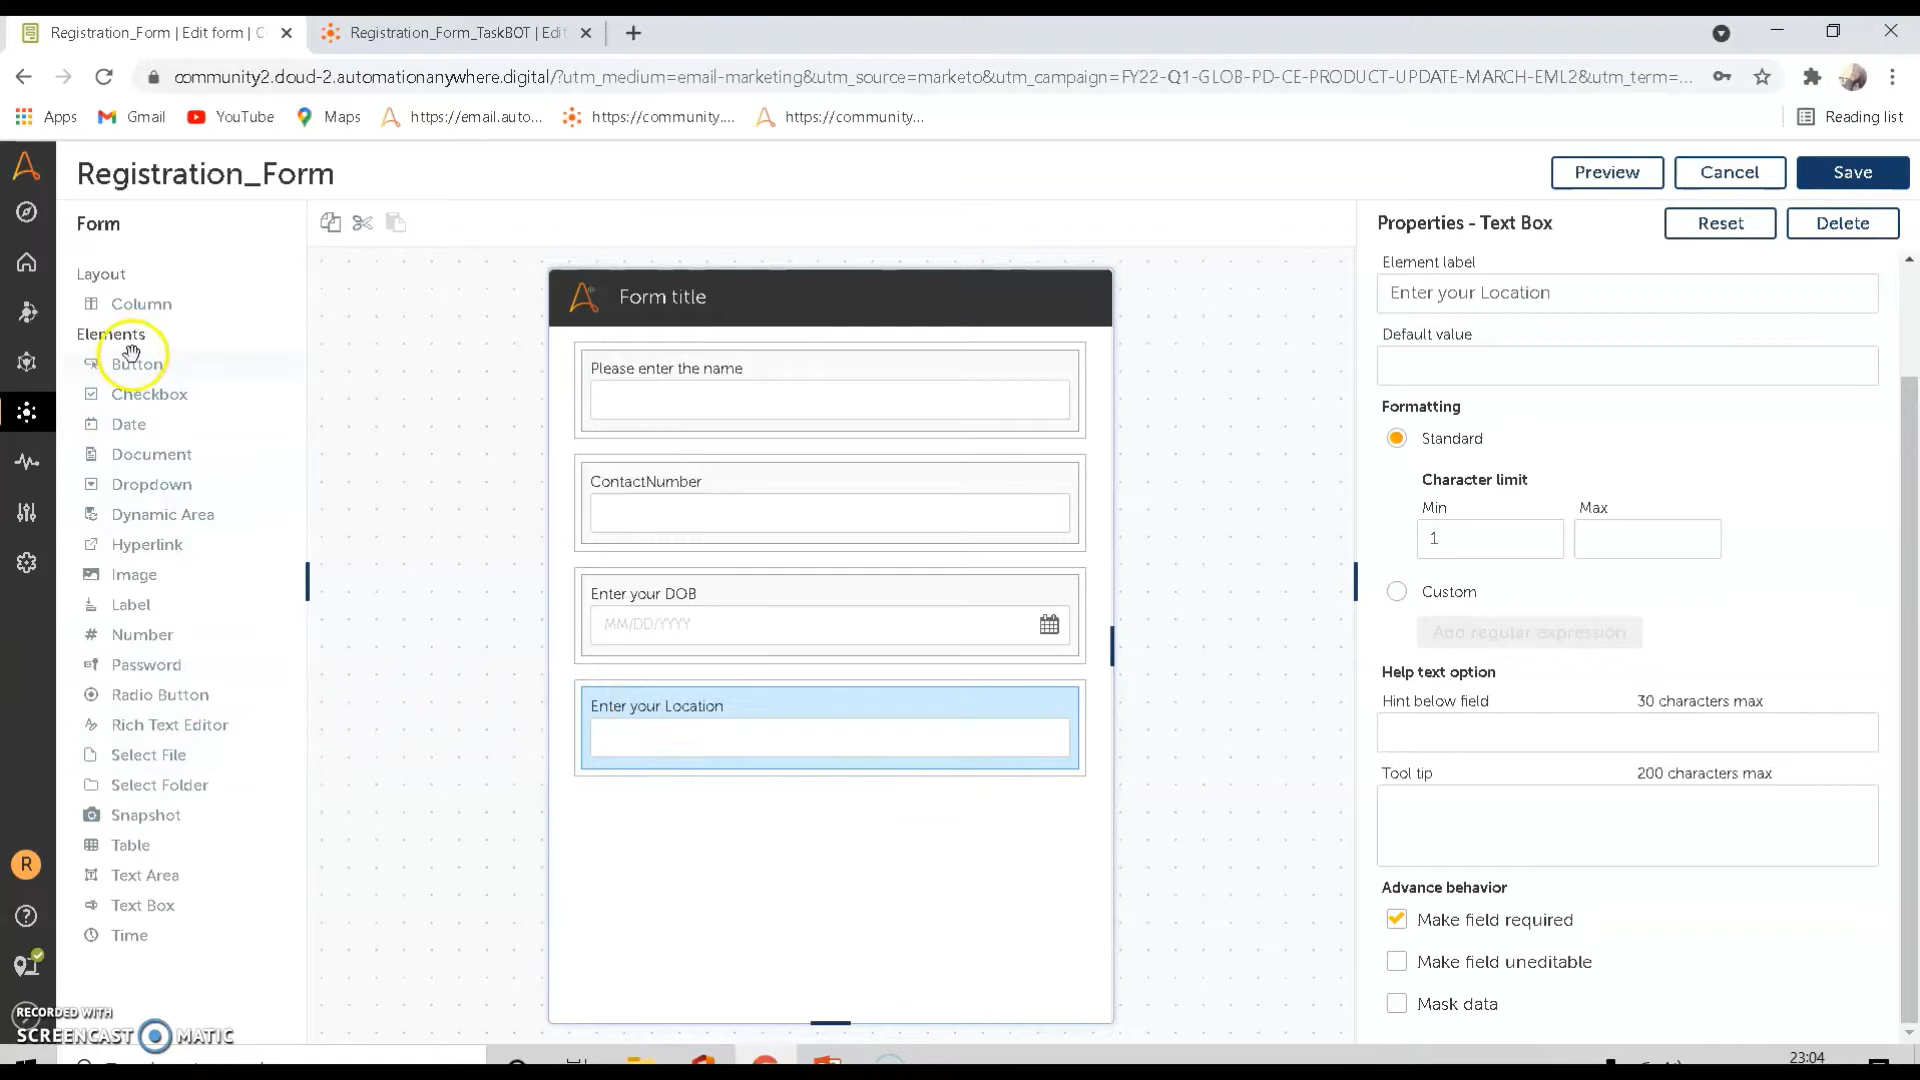 Registration_Form | Edit form | C
Registration_Form_TaskBOT | Edit
community2.cloud-2.automationanywhere.digital/?utm_medium=email-marketing&utm_source=marketo&utm_campaign=FY22-Q1-GLOB-PD-CE-PRODUCT-UPDATE-MARCH-EML2&utm_term=...
Apps
Gmail
YouTube
Maps
https://email.auto...
https://community....
https://community...
Reading list
Registration_Form
Preview
Cancel
Save
Form
Layout
Column
Elements
Button
Checkbox
Date
Document
Dropdown
Dynamic Area
Hyperlink
Image
Label
Number
Password
Radio Button
Rich Text Editor
Select File
Select Folder
Snapshot
Table
Text Area
Text Box
Time
Form title
Please enter the name
ContactNumber
Enter your DOB
MM/DD/YYYY
Enter your Location
Properties - Text Box
Reset
Delete
Element label
Enter your Location
Default value
Formatting
Standard
Character limit
Min
Max
1
Custom
Add regular expression
Help text option
Hint below field
30 characters max
Tool tip
200 characters max
Advance behavior
Make field required
Make field uneditable
Mask data
R
RECORDED WITH
SCREENCAST MATIC
23:04